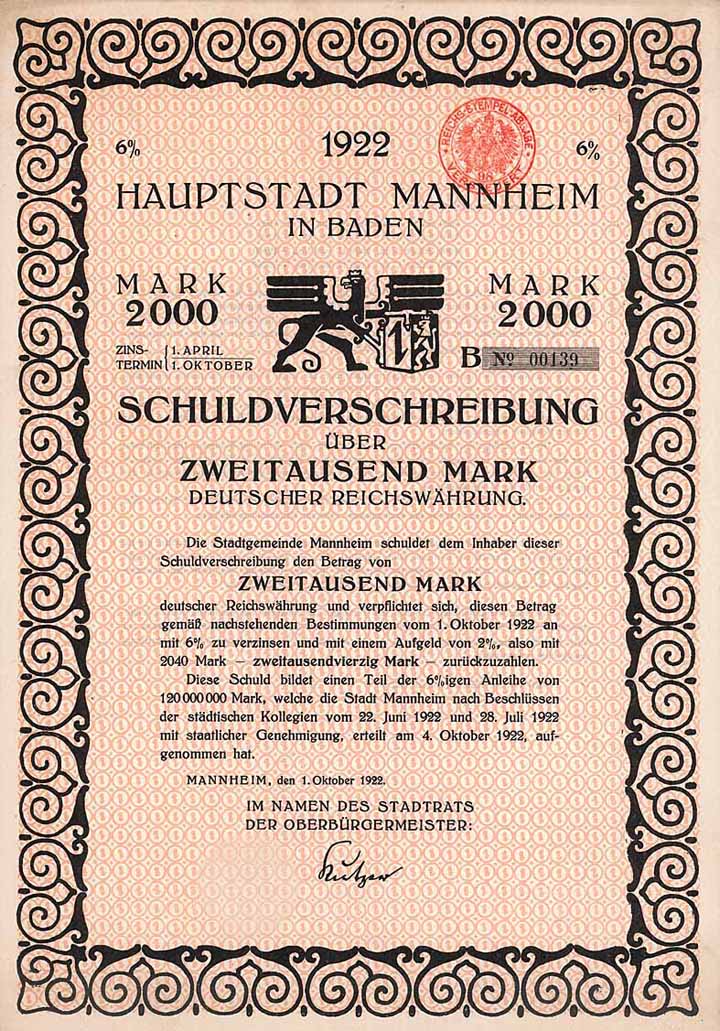 6% 1922 6%
REICHS-STEMPEL-ABGABE
HAUPTSTADT MANNHEIM
IN BADEN
MARK MARK
2000 2000
ZINS- 1. APRIL
TERMIN 1. OKTOBER
B No 00139
SCHULDVERSCHREIBUNG
ÜBER
ZWEITAUSEND MARK
DEUTSCHER REICHSWÄHRUNG.
Die Stadtgemeinde Mannheim schuldet dem Inhaber dieser
Schuldverschreibung den Betrag von
ZWEITAUSEND MARK
deutscher Reichswährung und verpflichtet sich, diesen Betrag
gemäß nachstehenden Bestimmungen vom 1. Oktober 1922 an
mit 6% zu verzinsen und mit einem Aufgeld von 2%, also mit
2040 Mark – zweitausendvierzig Mark – zurückzuzahlen.
Diese Schuld bildet einen Teil der 6%igen Anleihe von
120 000 000 Mark, welche die Stadt Mannheim nach Beschlüssen
der städtischen Kollegien vom 22. Juni 1922 und 28. Juli 1922
mit staatlicher Genehmigung, erteilt am 4. Oktober 1922, auf-
genommen hat.
MANNHEIM, den 1. Oktober 1922.
IM NAMEN DES STADTRATS
DER OBERBÜRGERMEISTER:
Kutzer